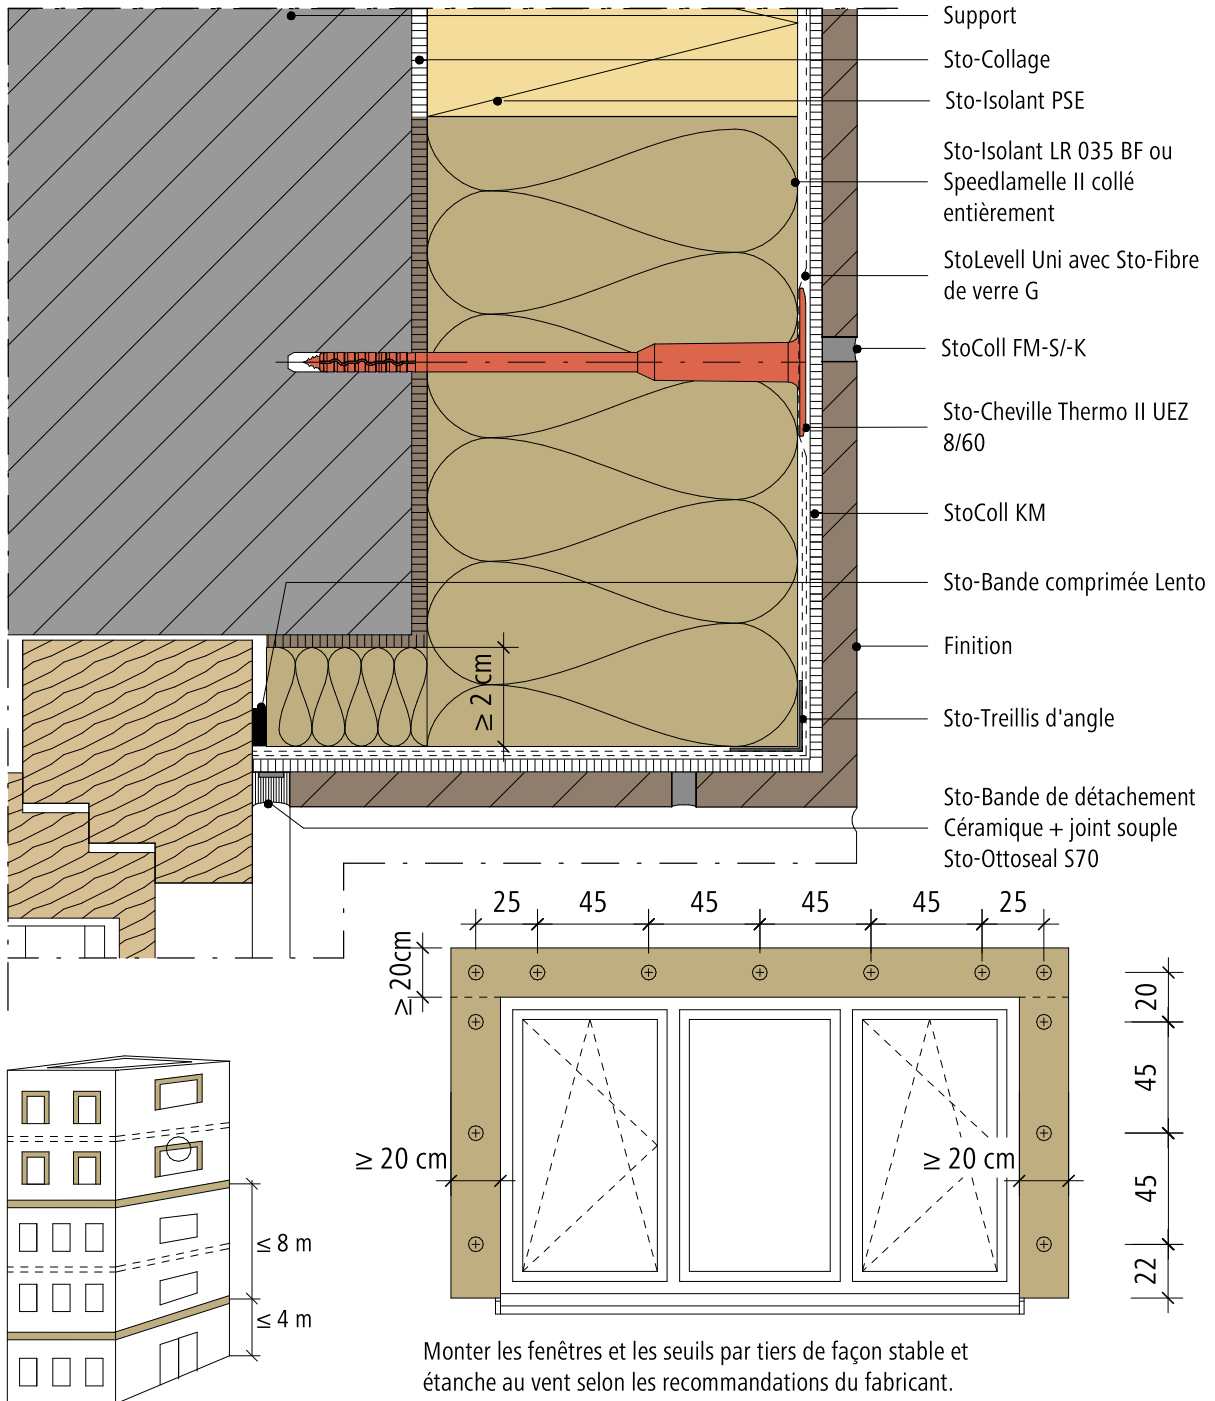 Support
Sto-Collage
Sto-Isolant PSE
Sto-Isolant LR 035 BF ou
Speedlamelle II collé
entièrement
StoLevell Uni avec Sto-Fibre
de verre G
StoColl FM-S/-K
Sto-Cheville Thermo II UEZ
8/60
StoColl KM
Sto-Bande comprimée Lento
Finition
≥ 2 cm
Sto-Treillis d'angle
Sto-Bande de détachement
Céramique + joint souple
Sto-Ottoseal S70
25 45 45 45 45 25
≥ 20cm
20
45
45
22
≥ 20 cm
≥ 20 cm
≤ 8 m
≤ 4 m
Monter les fenêtres et les seuils par tiers de façon stable et
étanche au vent selon les recommandations du fabricant.